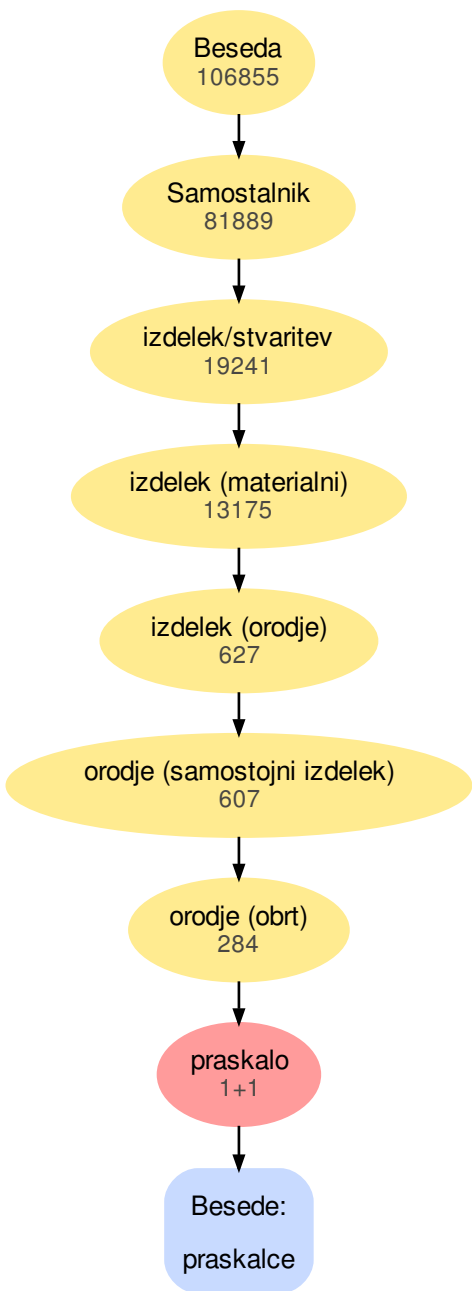 Beseda
106855
Samostalnik
81889
izdelek/stvaritev
19241
izdelek (materialni)
13175
izdelek (orodje)
627
orodje (samostojni izdelek)
607
orodje (obrt)
284
praskalo
1+1
Besede:
praskalce